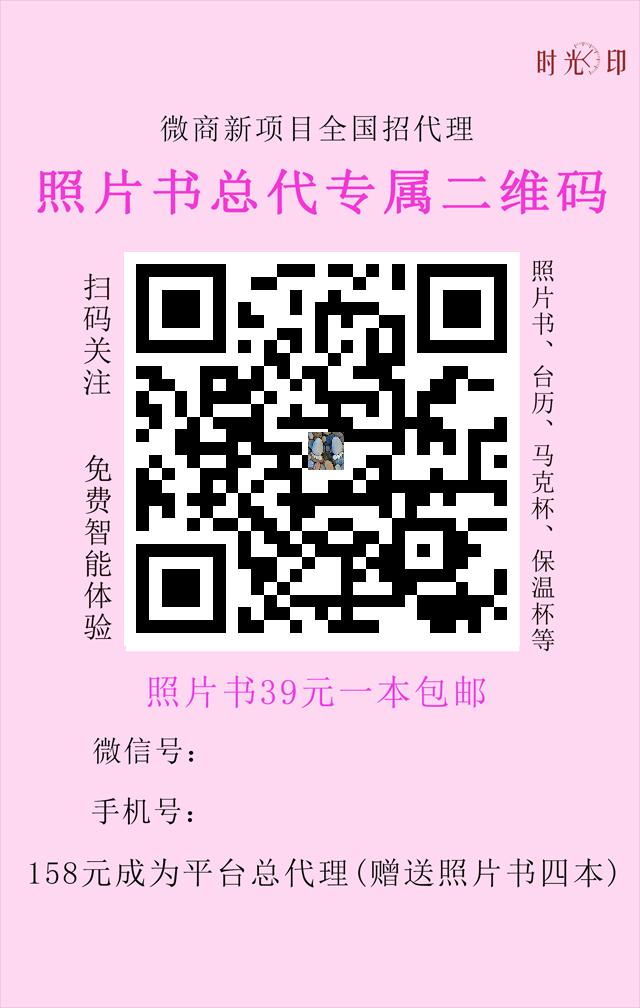 时光印
微商新项目全国招代理
照片书总代专属二维码
扫码关注 免费智能体验
照片书、台历、马克杯、保温杯等
照片书39元一本包邮
微信号：
手机号：
158元成为平台总代理(赠送照片书四本)